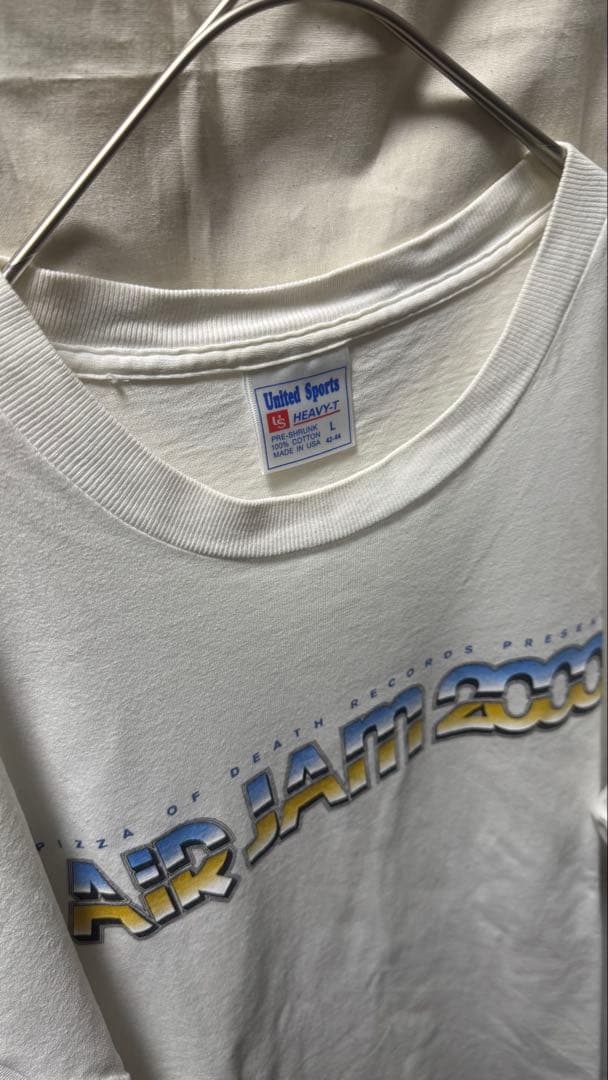 United Sports
US HEAVY-T
PRE-SHRUNK L
100% COTTON 42-44
MADE IN USA
PIZZA OF DEATH RECORDS PRESEN
AIR JAM 2000